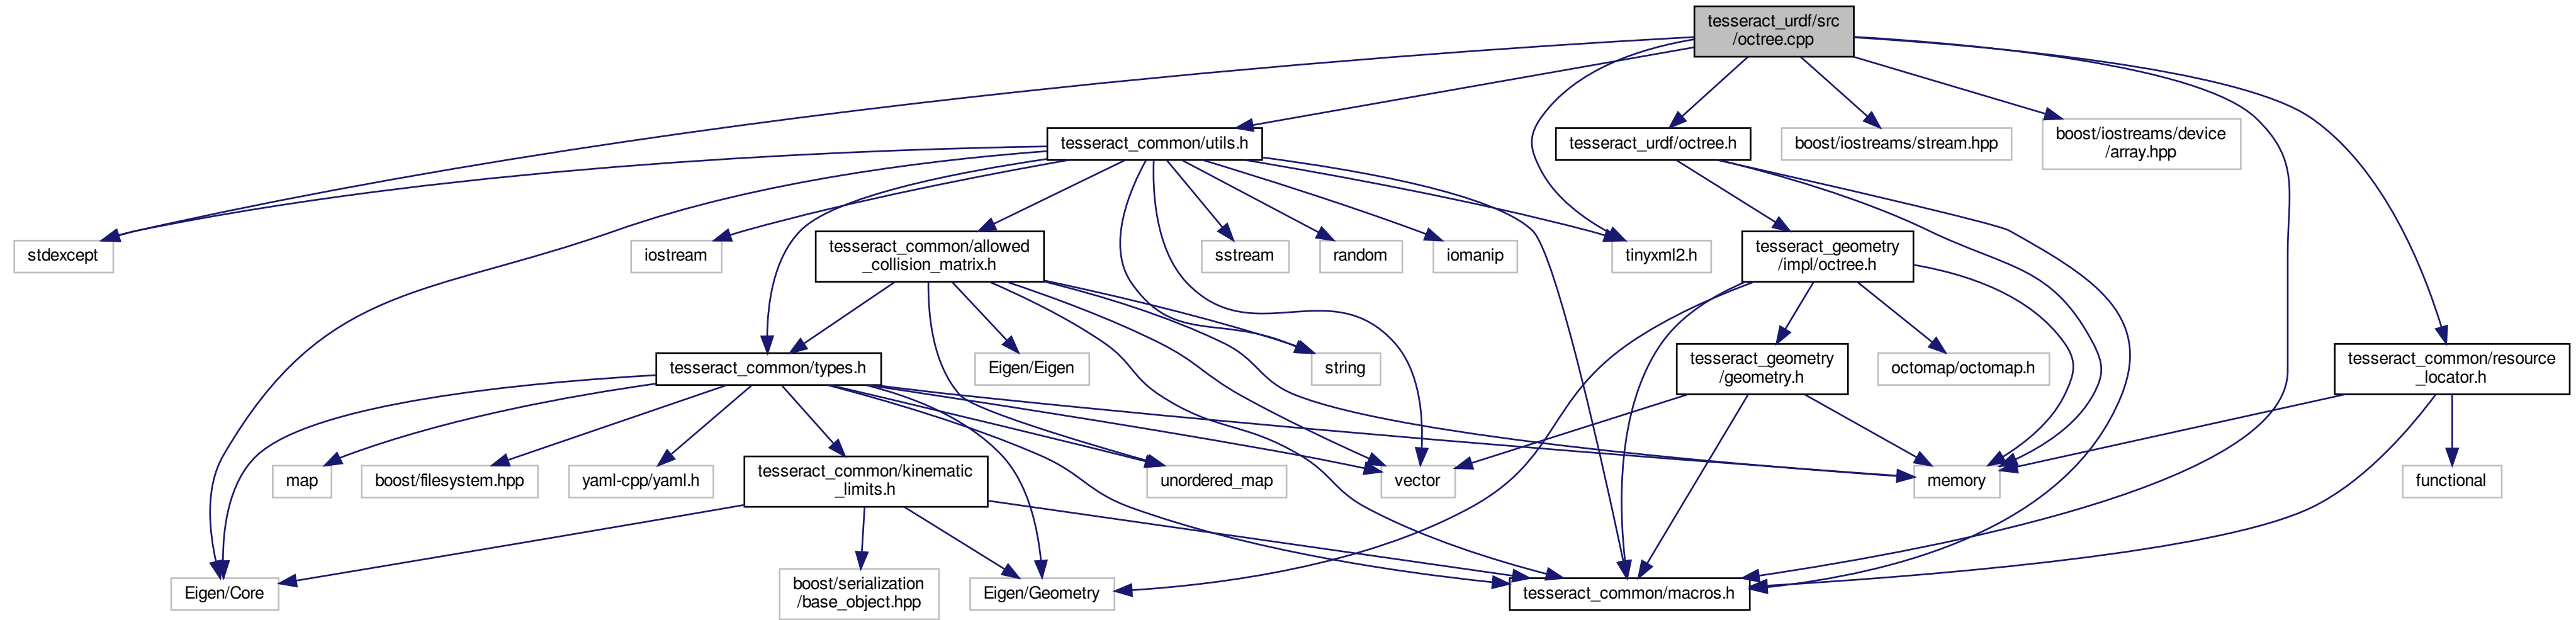 tesseract_urdf/src
/octree.cpp
tesseract_common/utils.h
tesseract_urdf/octree.h
boost/iostreams/stream.hpp
boost/iostreams/device
/array.hpp
stdexcept
iostream
tesseract_common/allowed
_collision_matrix.h
sstream
random
iomanip
tinyxml2.h
tesseract_geometry
/impl/octree.h
tesseract_common/types.h
Eigen/Eigen
string
tesseract_geometry
/geometry.h
octomap/octomap.h
tesseract_common/resource
_locator.h
map
boost/filesystem.hpp
yaml-cpp/yaml.h
tesseract_common/kinematic
_limits.h
unordered_map
vector
memory
functional
Eigen/Core
boost/serialization
/base_object.hpp
Eigen/Geometry
tesseract_common/macros.h